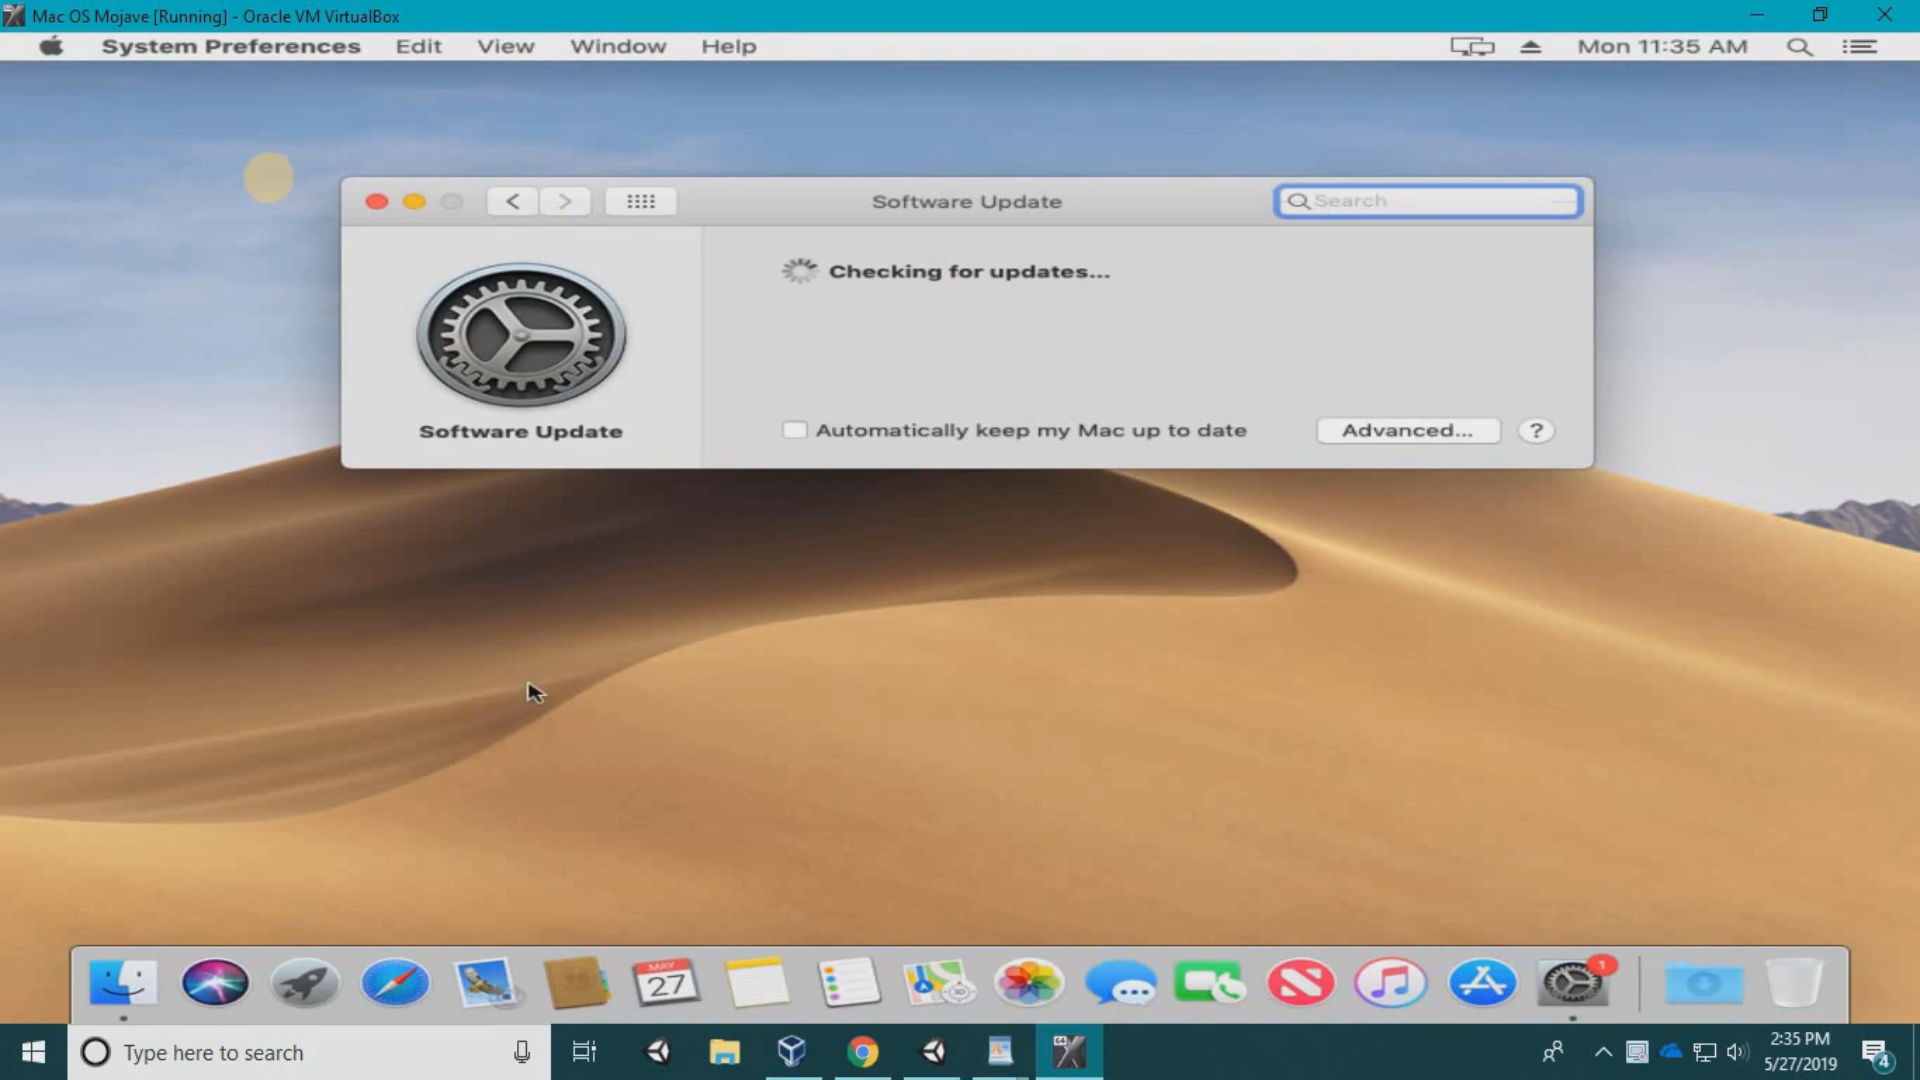 Mac OS Mojave [Running] - Oracle VM VirtualBox
System Preferences Edit View Window Help Mon 11:35 AM
Software Update Search
Checking for updates...
Software Update
Automatically keep my Mac up to date Advanced... ?
MAY
27
3D
1
Type here to search
64
2:35 PM
5/27/2019
4